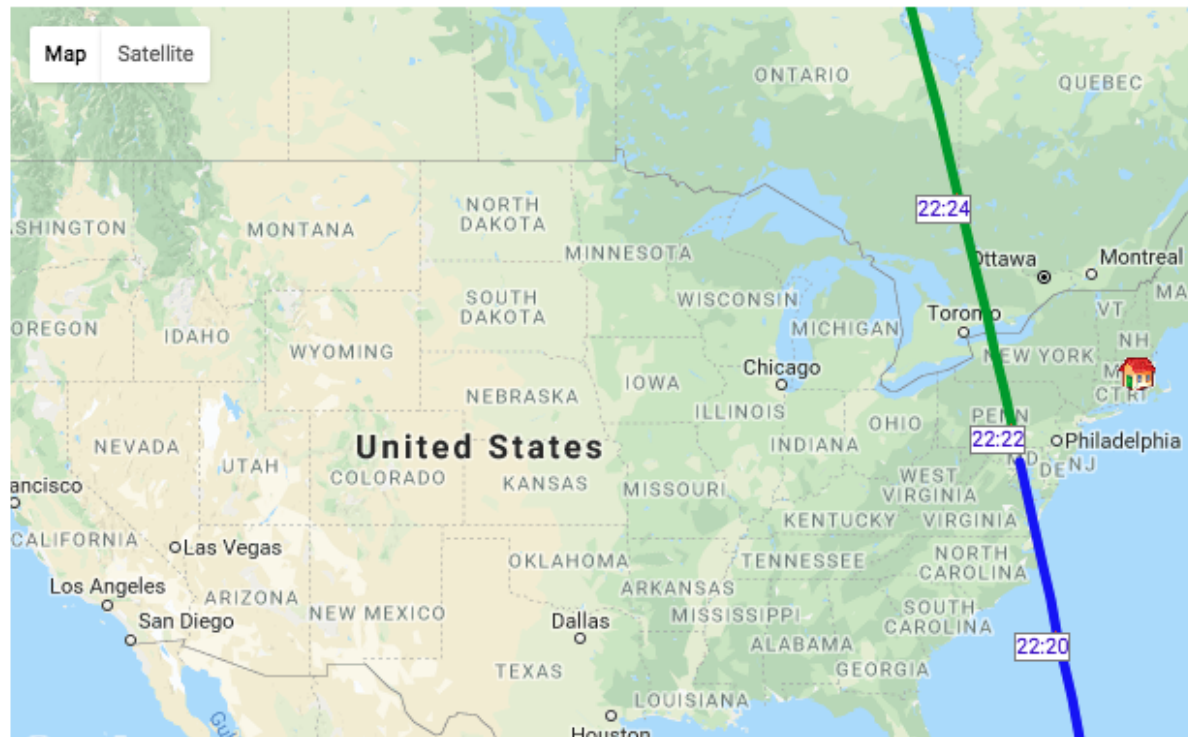 Map
Satellite
ONTARIO
QUEBEC
22:24
NORTH
DAKOTA
MONTANA
MINNESOTA
Ottawa
Montreal
SOUTH
DAKOTA
WISCONSIN
MICHIGAN
Toronto
VT
NH
OREGON
IDAHO
WYOMING
NEW YORK
Chicago
IOWA
NEBRASKA
ILLINOIS
OHIO
PENN
CT
RI
NEVADA
United States
INDIANA
22:22
Philadelphia
UTAH
COLORADO
KANSAS
MISSOURI
WEST
VIRGINIA
MD
DE
NJ
KENTUCKY
VIRGINIA
CALIFORNIA
Las Vegas
OKLAHOMA
TENNESSEE
NORTH
CAROLINA
Los Angeles
ARIZONA
NEW MEXICO
ARKANSAS
MISSISSIPPI
SOUTH
CAROLINA
San Diego
Dallas
ALABAMA
22:20
TEXAS
GEORGIA
LOUISIANA
Houston